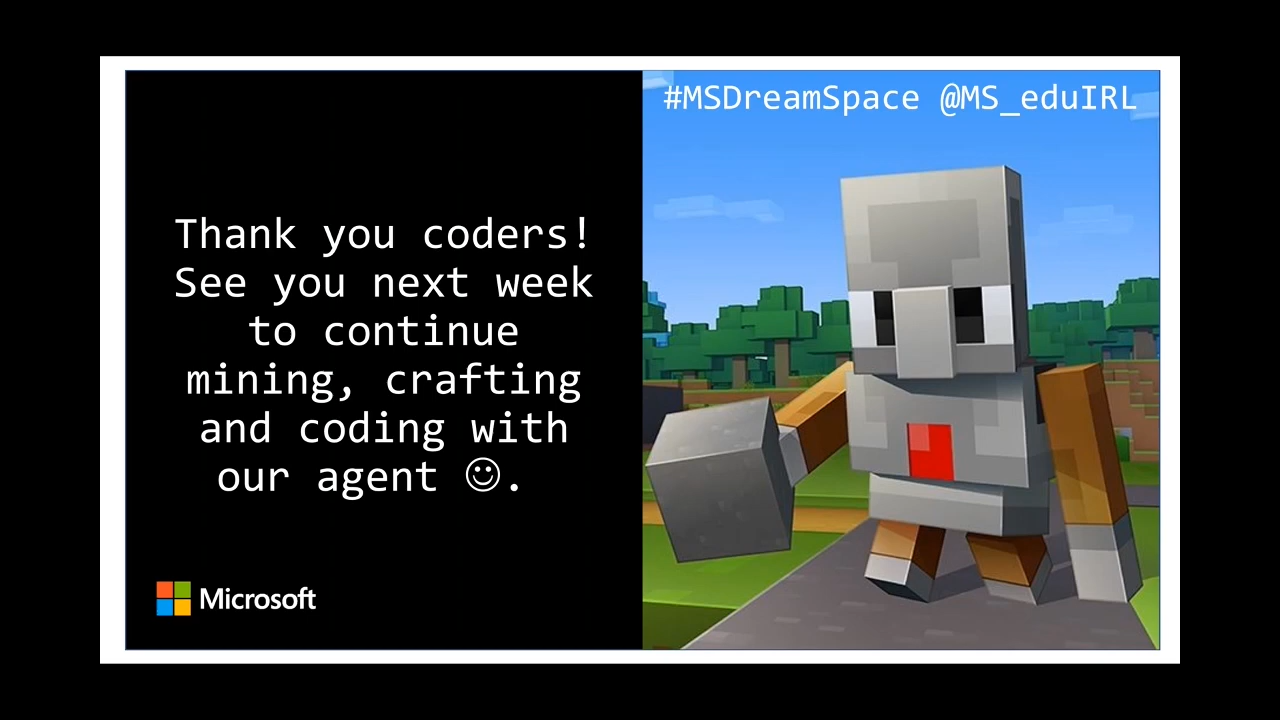 #MSDreamSpace @MS_eduIRL
Thank you coders!
See you next week
to continue
mining, crafting
and coding with
our agent ☺.
Microsoft